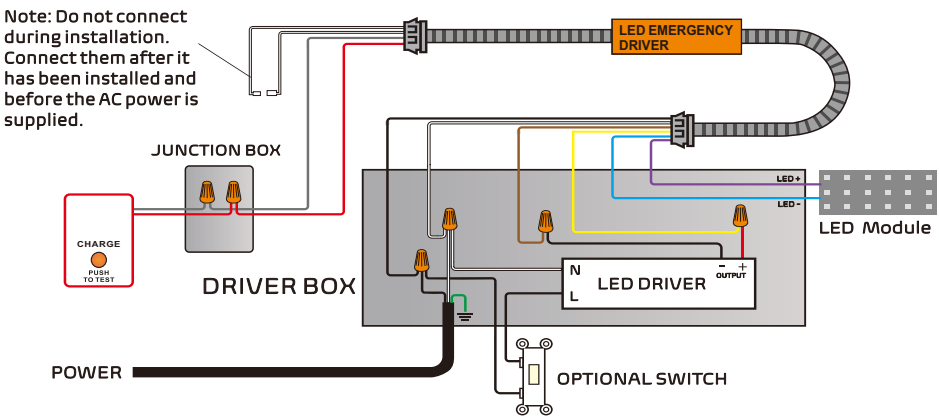 Note: Do not connect
during installation.
Connect them after it
has been installed and
before the AC power is
supplied.
LED EMERGENCY
DRIVER
JUNCTION BOX
LED +
LED -
LED Module
CHARGE
PUSH
TO TEST
DRIVER BOX
N
L
LED DRIVER
- +
OUTPUT
POWER
OPTIONAL SWITCH